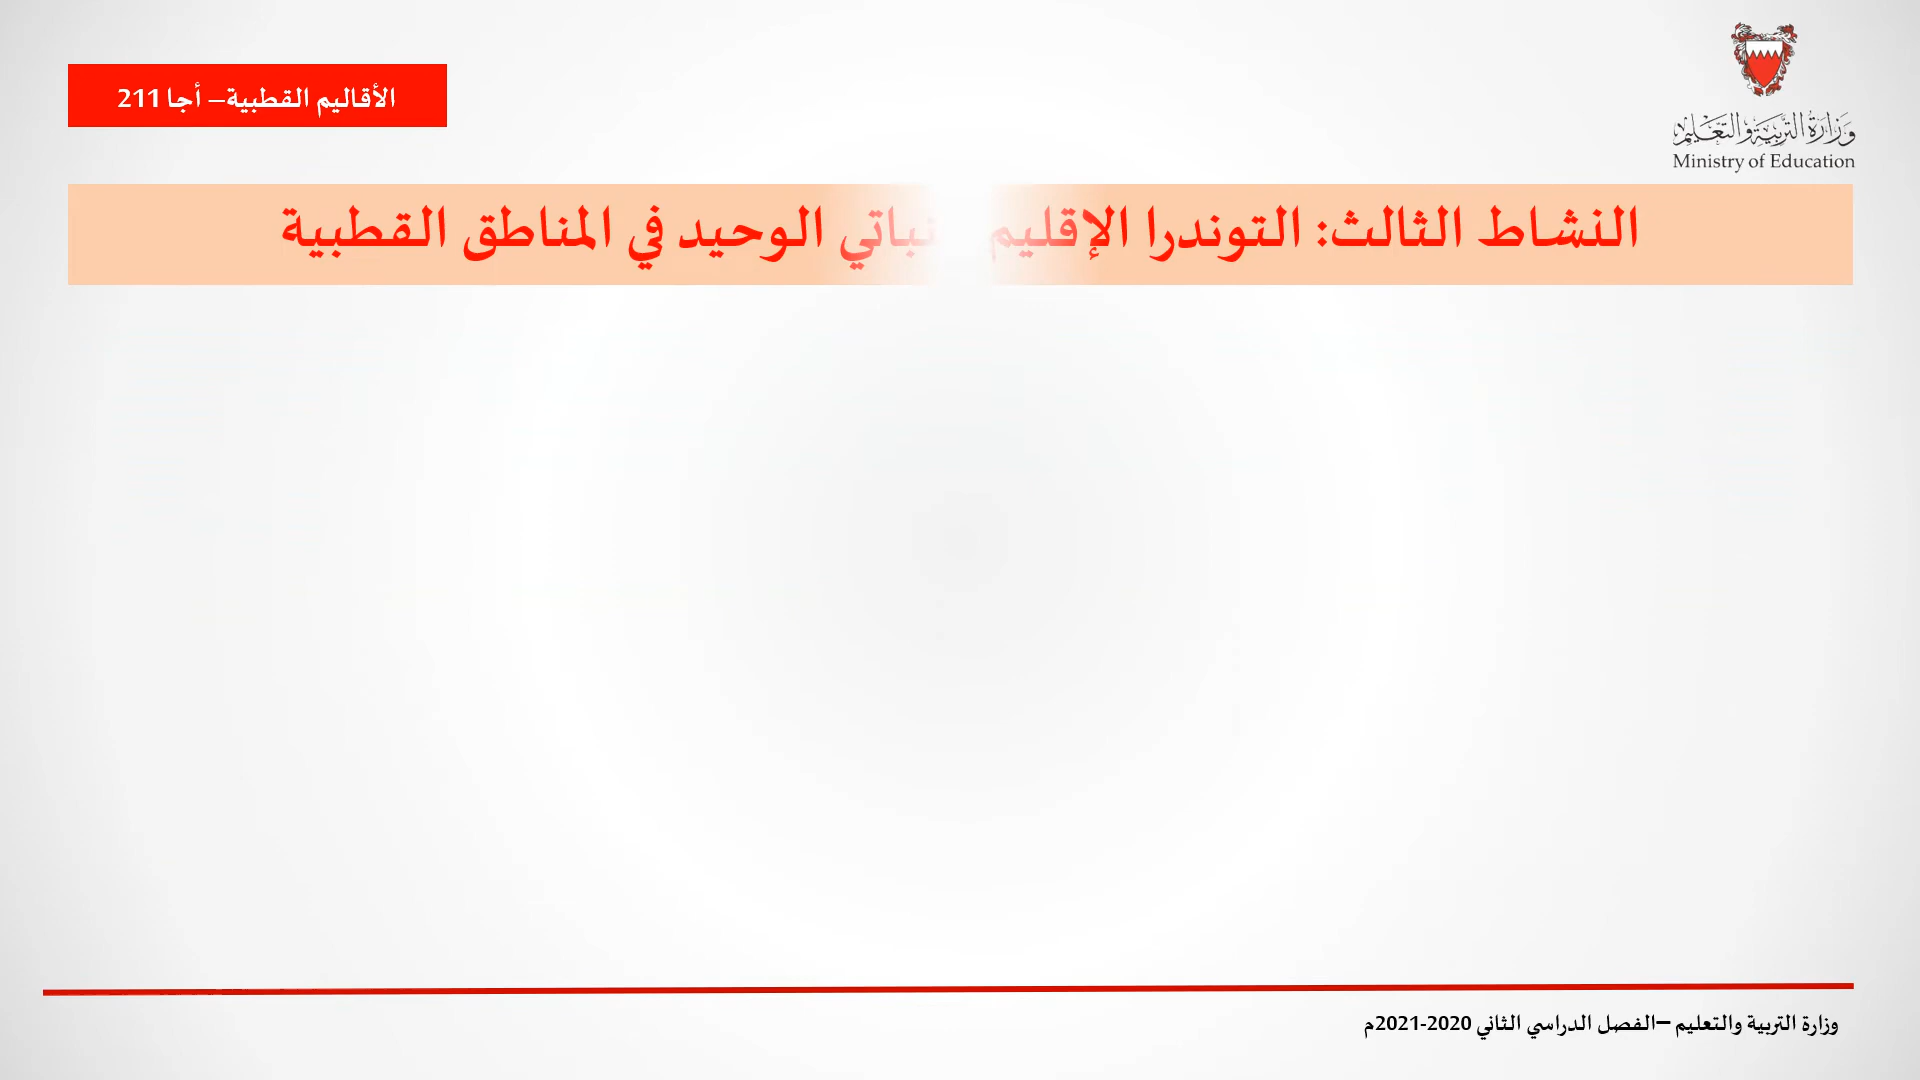 الأقاليم القطبية– أجا 211
وزارة التربية والتعليم
Ministry of Education
النشاط الثالث: التوندرا الإقليم الوحيد في المناطق القطبية
وزارة التربية والتعليم –الفصل الدراسي الثاني 2020-2021م